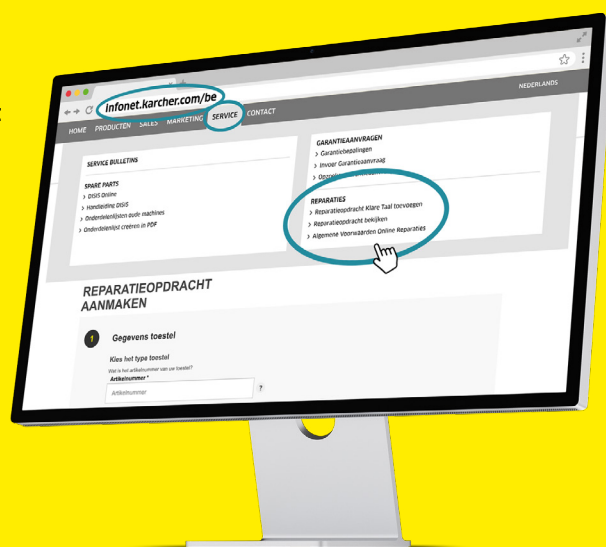 infonet.karcher.com/be
HOME PRODUCTEN SALES MARKETING SERVICE CONTACT
NEDERLANDS
SERVICE BULLETINS
SPARE PARTS
> DISIS Online
> Handleiding DISIS
> Onderdelenlijsten oude machines
> Onderdelenlijst creëren in PDF
GARANTIEAANVRAGEN
> Garantiebepalingen
> Invoer Garantieaanvraag
REPARATIES
> Reparatieopdracht Klare Taal toevoegen
> Reparatieopdracht bekijken
> Algemene Voorwaarden Online Reparaties
REPARATIEOPDRACHT
AANMAKEN
1 Gegevens toestel
Kies het type toestel
Wat is het artikelnummer van uw toestel?
Artikelnummer *
Artikelnummer
?